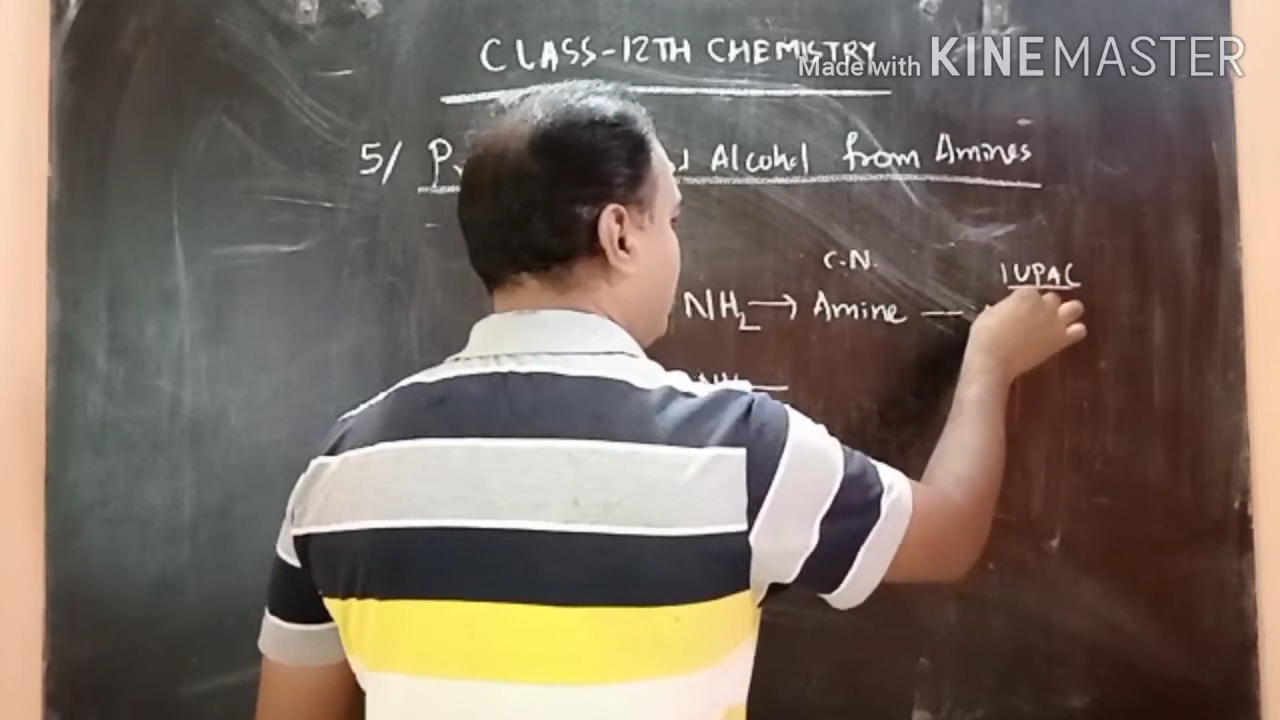 CLASS-12TH CHEMISTRY
Made with KINEMASTER
5/ Alcohol from Amines
C.N. IUPAC
NH2 → Amine —